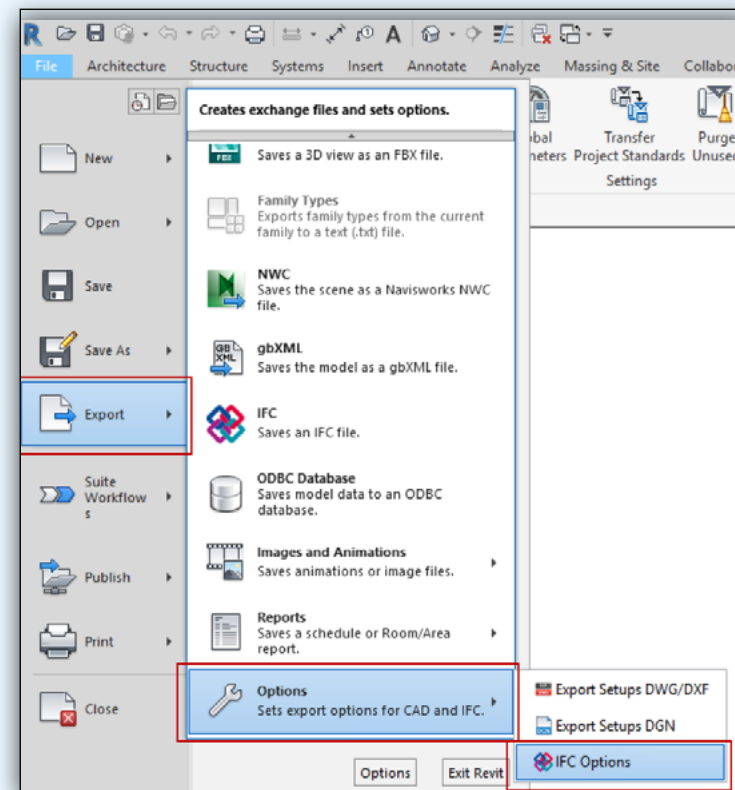 File Architecture Structure Systems Insert Annotate Analyze Massing & Site
Transfer Purge
Project Standards
Settings
Creates exchange files and sets options.
New
Open
Save
Save As
Export
Suite
Workflow
s
Publish
Print
Close
FBX
Saves a 3D view as an FBX file.
Family Types
Exports family types from the current
family to a text (.txt) file.
NWC
Saves the scene as a Navisworks NWC
file.
GB
XML
gbXML
Saves the model as a gbXML file.
IFC
Saves an IFC file.
ODBC Database
Saves model data to an ODBC
database.
Images and Animations
Saves animations or image files.
Reports
Saves a schedule or Room/Area
report.
Options
Sets export options for CAD and IFC.
Export Setups DWG/DXF
Export Setups DGN
IFC Options
Options Exit Revit